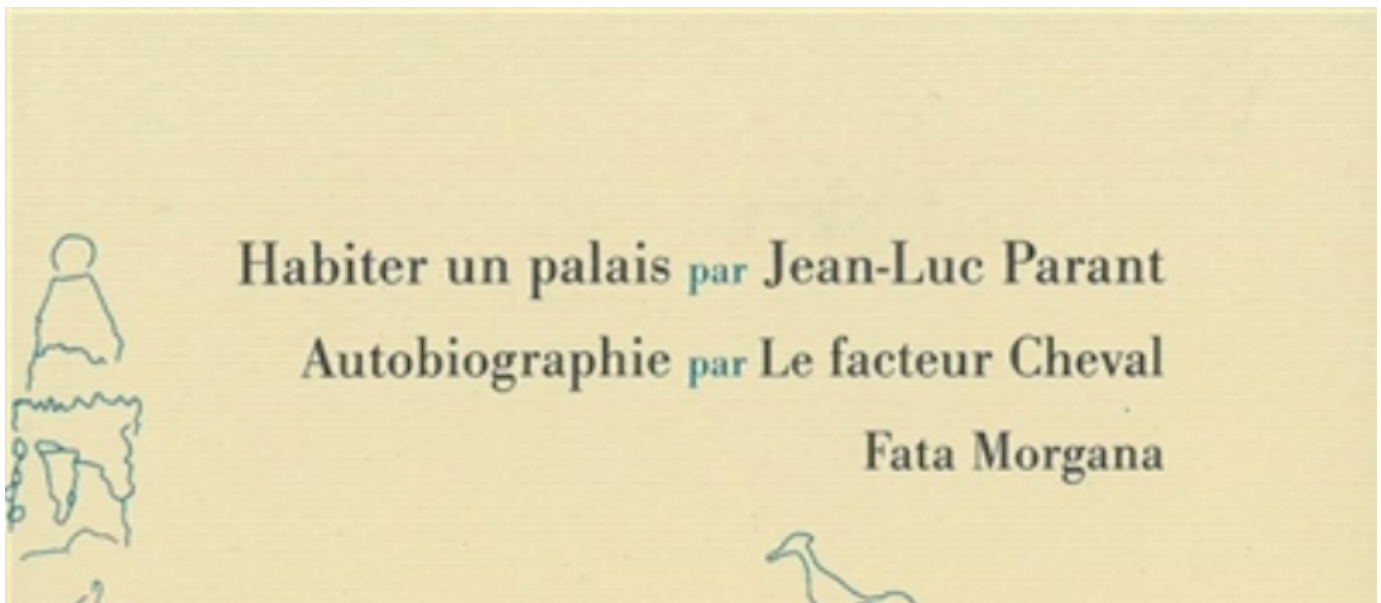 Habiter un palais par Jean-Luc Parant
Autobiographie par Le facteur Cheval
Fata Morgana